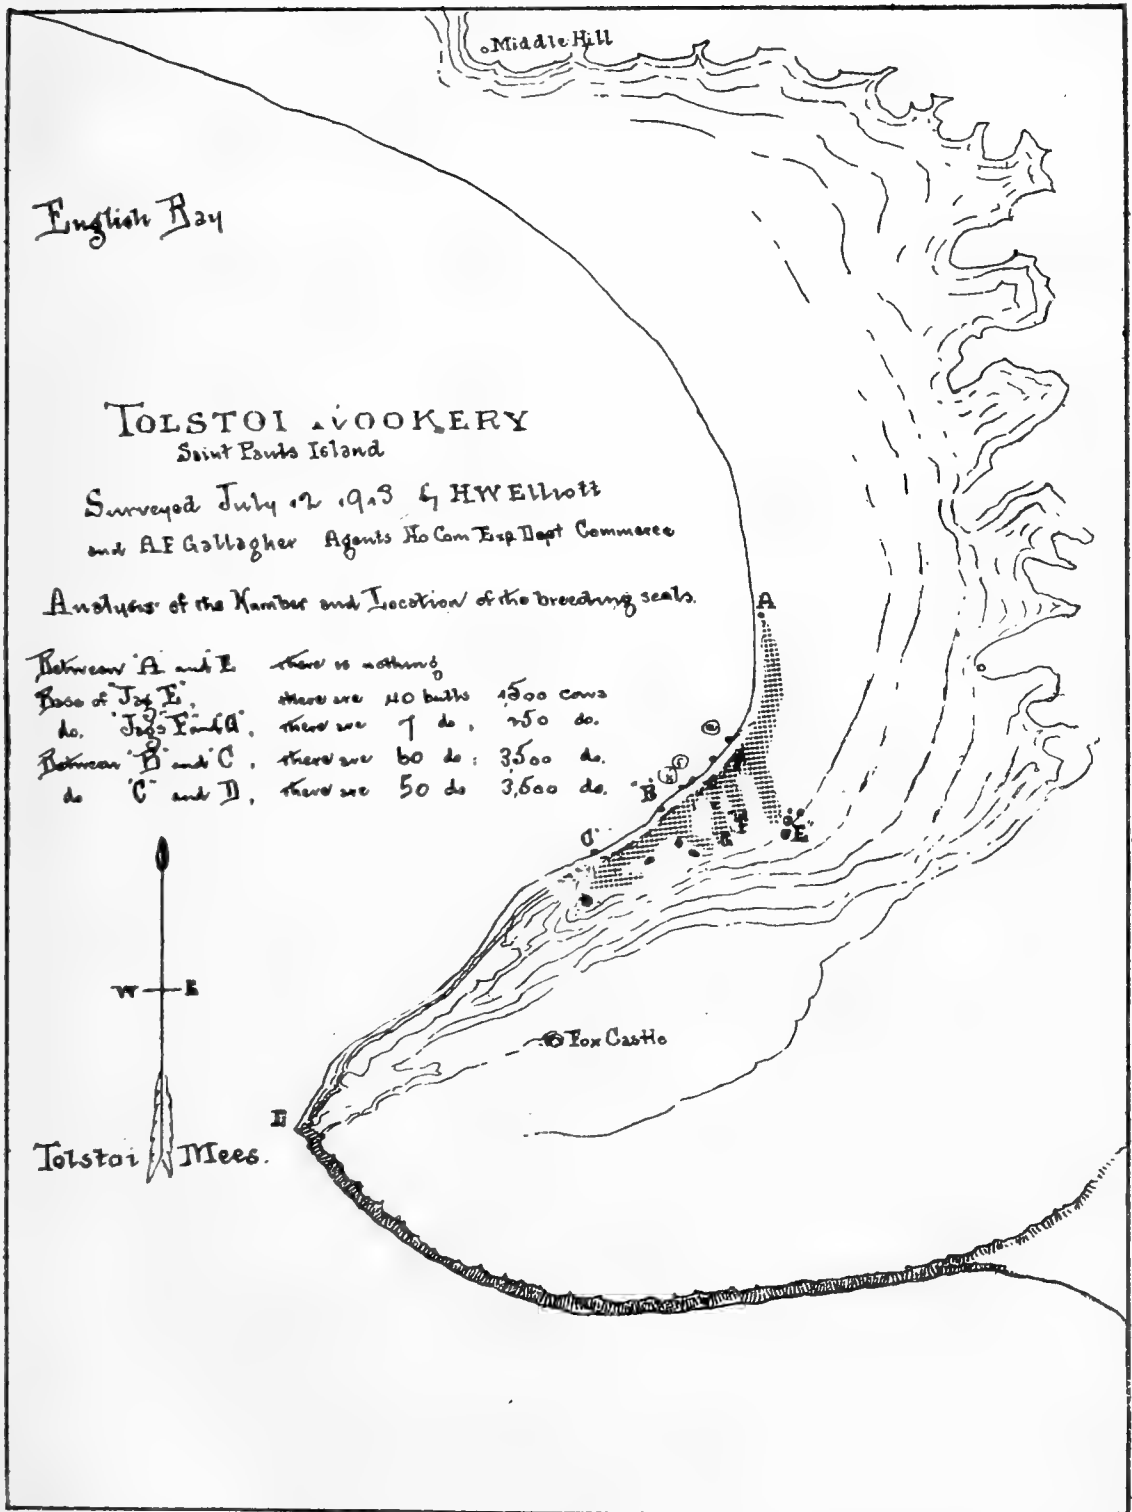 Middle Hill
English Bay
TOLSTOI ROOKERY
Saint Pauls Island
Surveyed July 12 1913 by H W Elliott
and A F Gallagher Agents Ho Com Exp Dept Commerce
Analysis of the Number and Location of the breeding seals.
A
Between "A" and E there is nothing
Base of "Jag E", there are 40 bulls 1500 cows
do. "Jags" F and "G", there are 7 do, 250 do.
Between "B" and "C", there are 60 do; 3500 do.
do "C" and D, there are 50 do 3,500 do.
"B"
"E"
C
W E
Fox Castle
D
Tolstoi Mees.